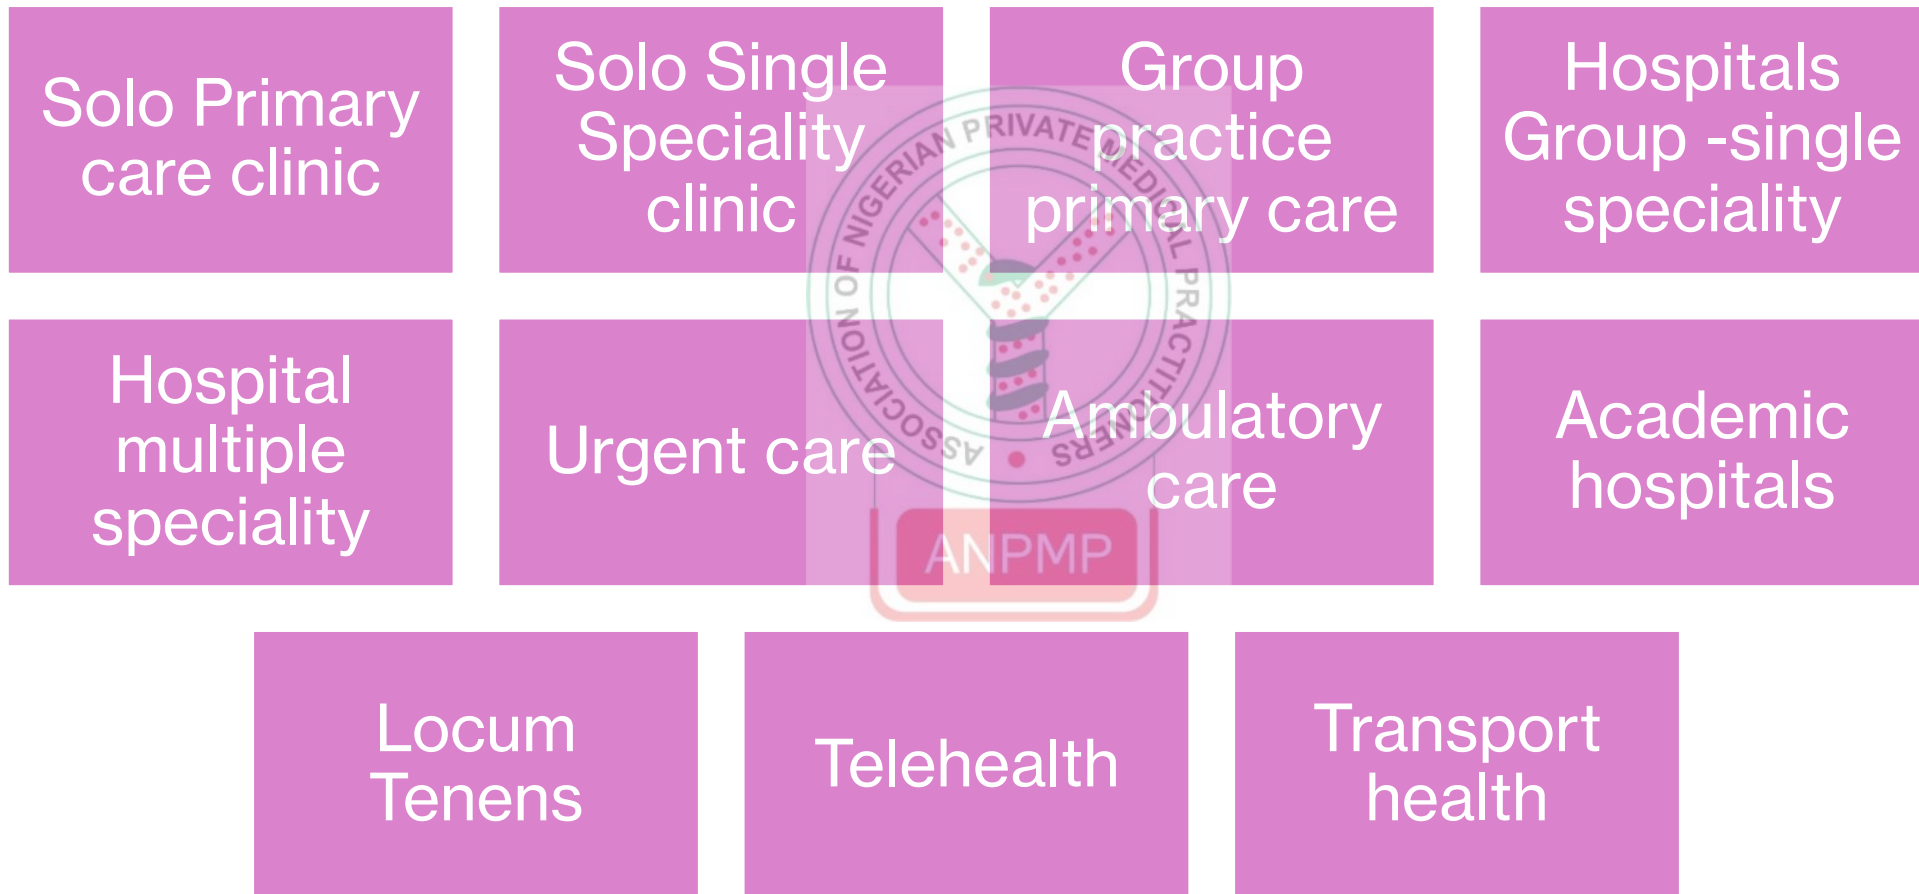 Solo Primary
care clinic
Solo Single
Speciality
clinic
Group
practice
primary care
Hospitals
Group -single
speciality
Hospital
multiple
speciality
Urgent care
Ambulatory
care
Academic
hospitals
Locum
Tenens
Telehealth
Transport
health
ASSOCIATION OF NIGERIAN PRIVATE MEDICAL PRACTITIONERS
ANPMP